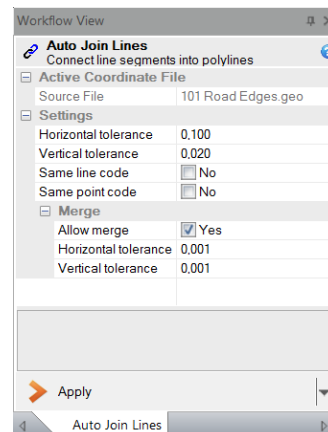 Workflow View
Auto Join Lines
Connect line segments into polylines
Active Coordinate File
Source File 101 Road Edges.geo
Settings
Horizontal tolerance 0,100
Vertical tolerance 0,020
Same line code No
Same point code No
Merge
Allow merge Yes
Horizontal tolerance 0,001
Vertical tolerance 0,001
Apply
Auto Join Lines